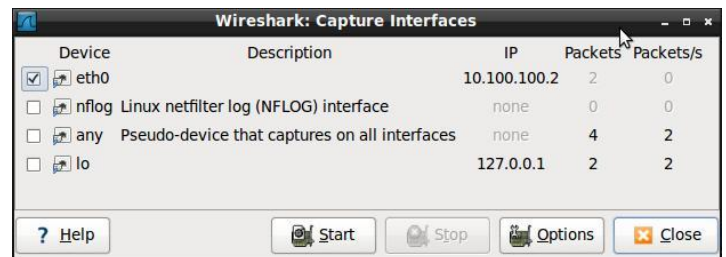 Wireshark: Capture Interfaces
Device Description IP Packets Packets/s
eth0 10.100.100.2 2 0
nflog Linux netfilter log (NFLOG) interface none 0 0
any Pseudo-device that captures on all interfaces none 4 2
lo 127.0.0.1 2 2
? Help Start Stop Options Close